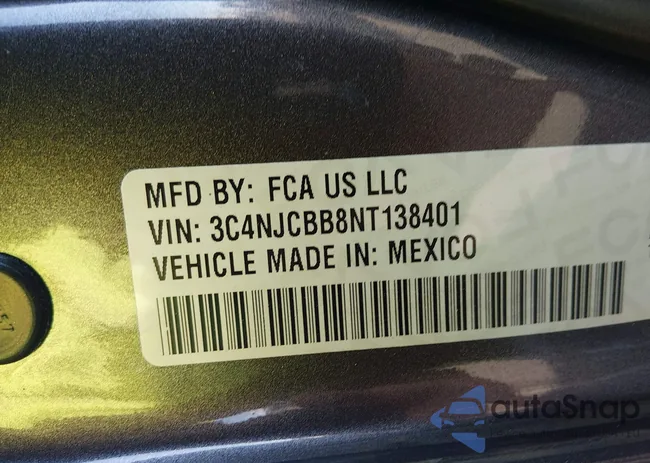 MFD BY: FCA US LLC
VIN: 3C4NJCBB8NT138401
VEHICLE MADE IN: MEXICO
autoSnap